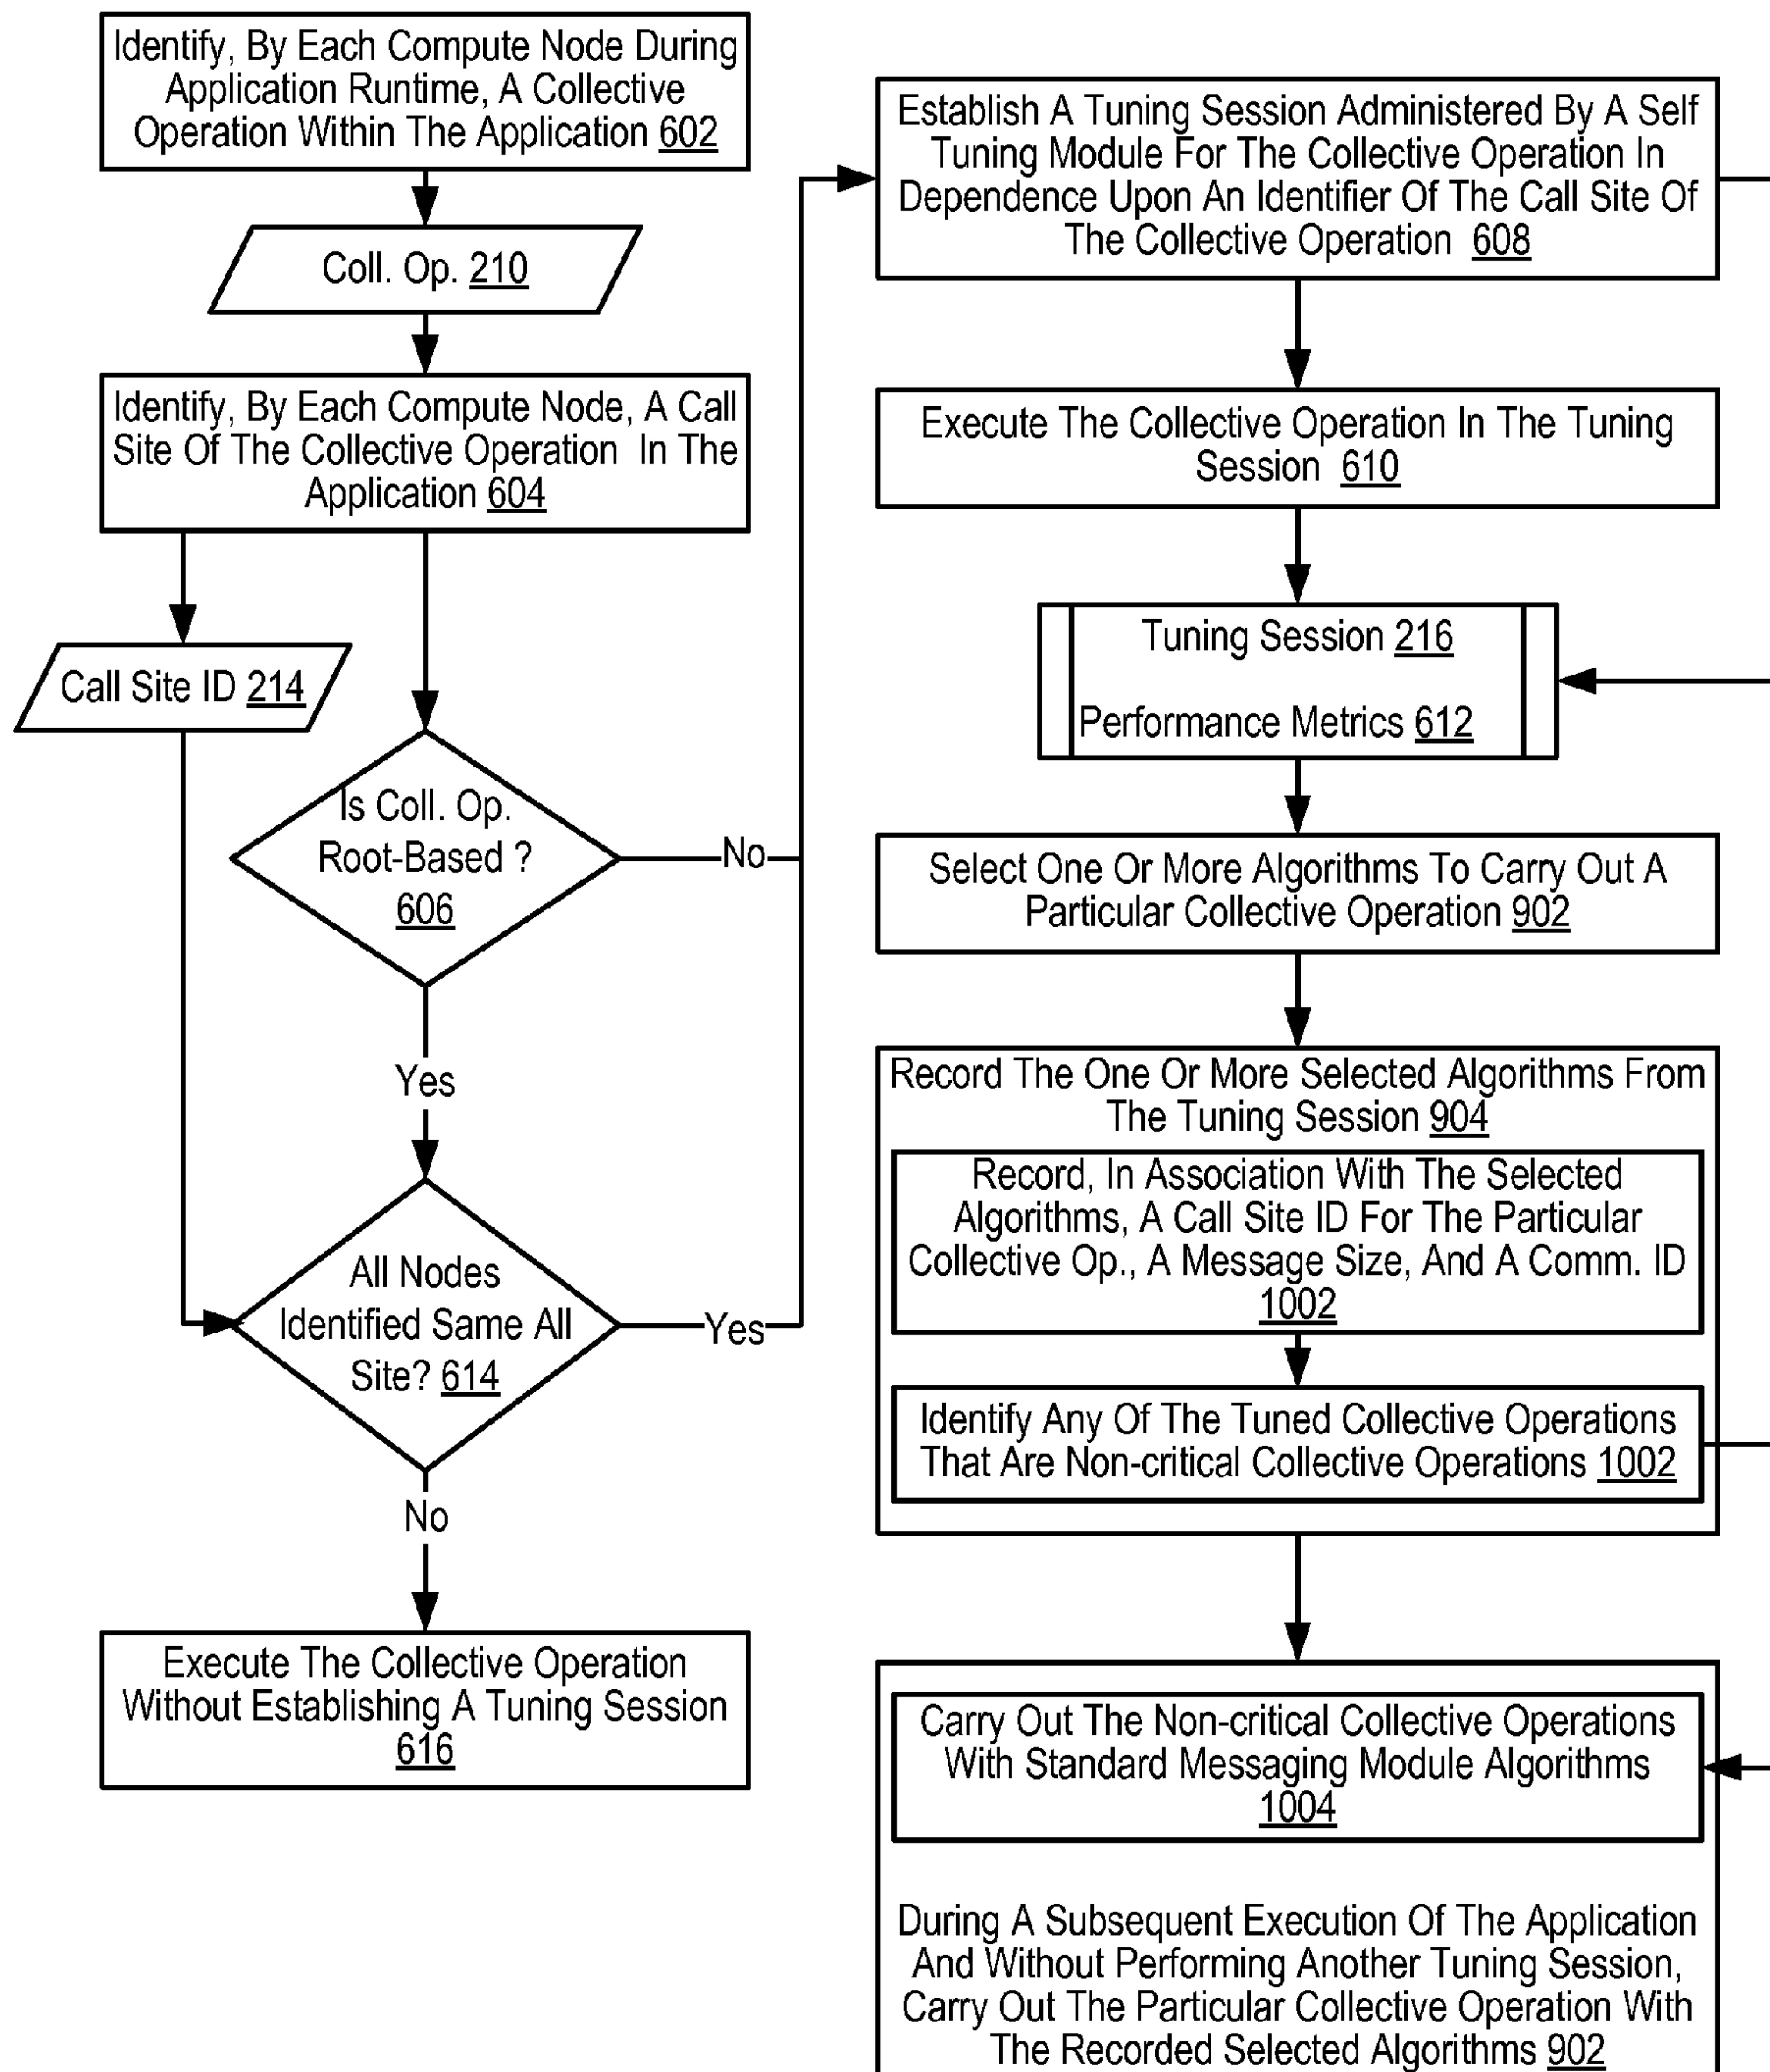 Identify, By Each Compute Node During
Application Runtime, A Collective
Operation Within The Application 602
Coll. Op. 210
Identify, By Each Compute Node, A Call
Site Of The Collective Operation In The
Application 604
Call Site ID 214
Is Coll. Op.
Root-Based ?
606
No
Yes
All Nodes
Identified Same All
Site? 614
Yes
No
Execute The Collective Operation
Without Establishing A Tuning Session
616
Establish A Tuning Session Administered By A Self
Tuning Module For The Collective Operation In
Dependence Upon An Identifier Of The Call Site Of
The Collective Operation 608
Execute The Collective Operation In The Tuning
Session 610
Tuning Session 216
Performance Metrics 612
Select One Or More Algorithms To Carry Out A
Particular Collective Operation 902
Record The One Or More Selected Algorithms From
The Tuning Session 904
Record, In Association With The Selected
Algorithms, A Call Site ID For The Particular
Collective Op., A Message Size, And A Comm. ID
1002
Identify Any Of The Tuned Collective Operations
That Are Non-critical Collective Operations 1002
Carry Out The Non-critical Collective Operations
With Standard Messaging Module Algorithms
1004
During A Subsequent Execution Of The Application
And Without Performing Another Tuning Session,
Carry Out The Particular Collective Operation With
The Recorded Selected Algorithms 902